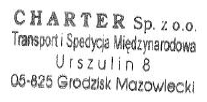 CHARTER Sp. z o.o.
Transport i Spedycja Międzynarodowa
Urszulin 8
05-825 Grodzisk Mazowiecki